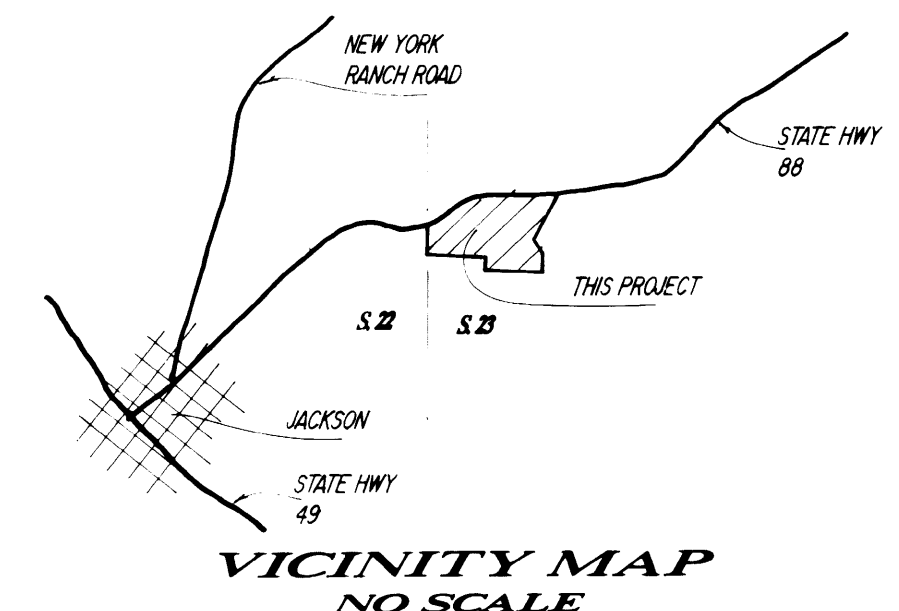 NEW YORK
RANCH ROAD
STATE HWY
88
THIS PROJECT
S. 22
S. 23
JACKSON
STATE HWY
49
VICINITY MAP
NO SCALE